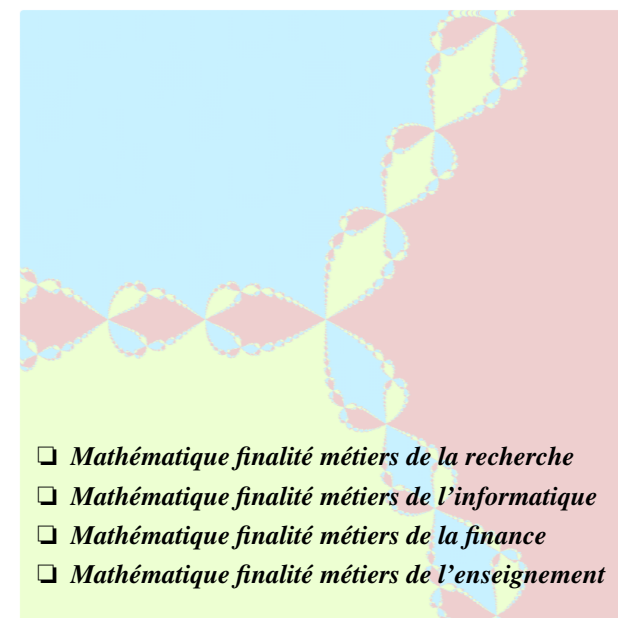 ❏ Mathématique finalité métiers de la recherche
❏ Mathématique finalité métiers de l'informatique
❏ Mathématique finalité métiers de la finance
❏ Mathématique finalité métiers de l'enseignement